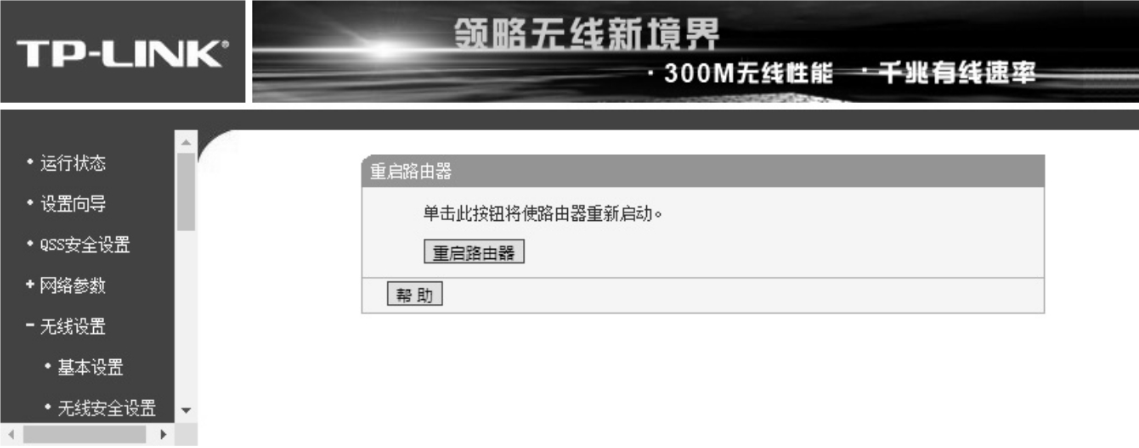 TP-LINK®
领略无线新境界
·300M无线性能 ·千兆有线速率
• 运行状态
• 设置向导
• QSS安全设置
+ 网络参数
- 无线设置
• 基本设置
• 无线安全设置
重启路由器
单击此按钮将使路由器重新启动。
重启路由器
帮 助